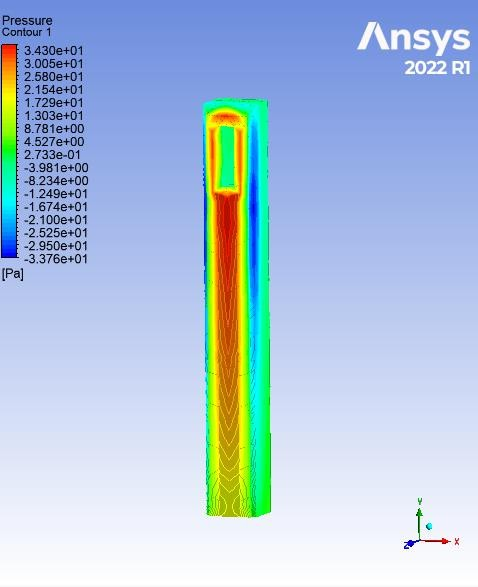 Pressure
Contour 1
3.430e+01
3.005e+01
2.580e+01
2.154e+01
1.729e+01
1.303e+01
8.781e+00
4.527e+00
2.733e-01
-3.981e+00
-8.234e+00
-1.249e+01
-1.674e+01
-2.100e+01
-2.525e+01
-2.950e+01
-3.376e+01
[Pa]
Ansys
2022 R1
Y
X
Z